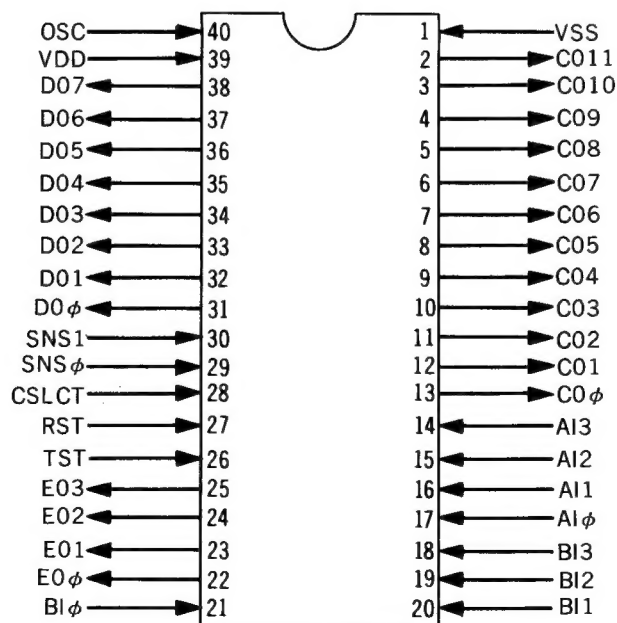 OSC 40 1 VSS
VDD 39 2 CO11
DO7 38 3 CO10
DO6 37 4 CO9
DO5 36 5 CO8
DO4 35 6 CO7
DO3 34 7 CO6
DO2 33 8 CO5
DO1 32 9 CO4
DOϕ 31 10 CO3
SNS1 30 11 CO2
SNSϕ 29 12 CO1
CSLCT 28 13 COϕ
RST 27 14 AI3
TST 26 15 AI2
EO3 25 16 AI1
EO2 24 17 AIϕ
EO1 23 18 BI3
EOϕ 22 19 BI2
BIϕ 21 20 BI1